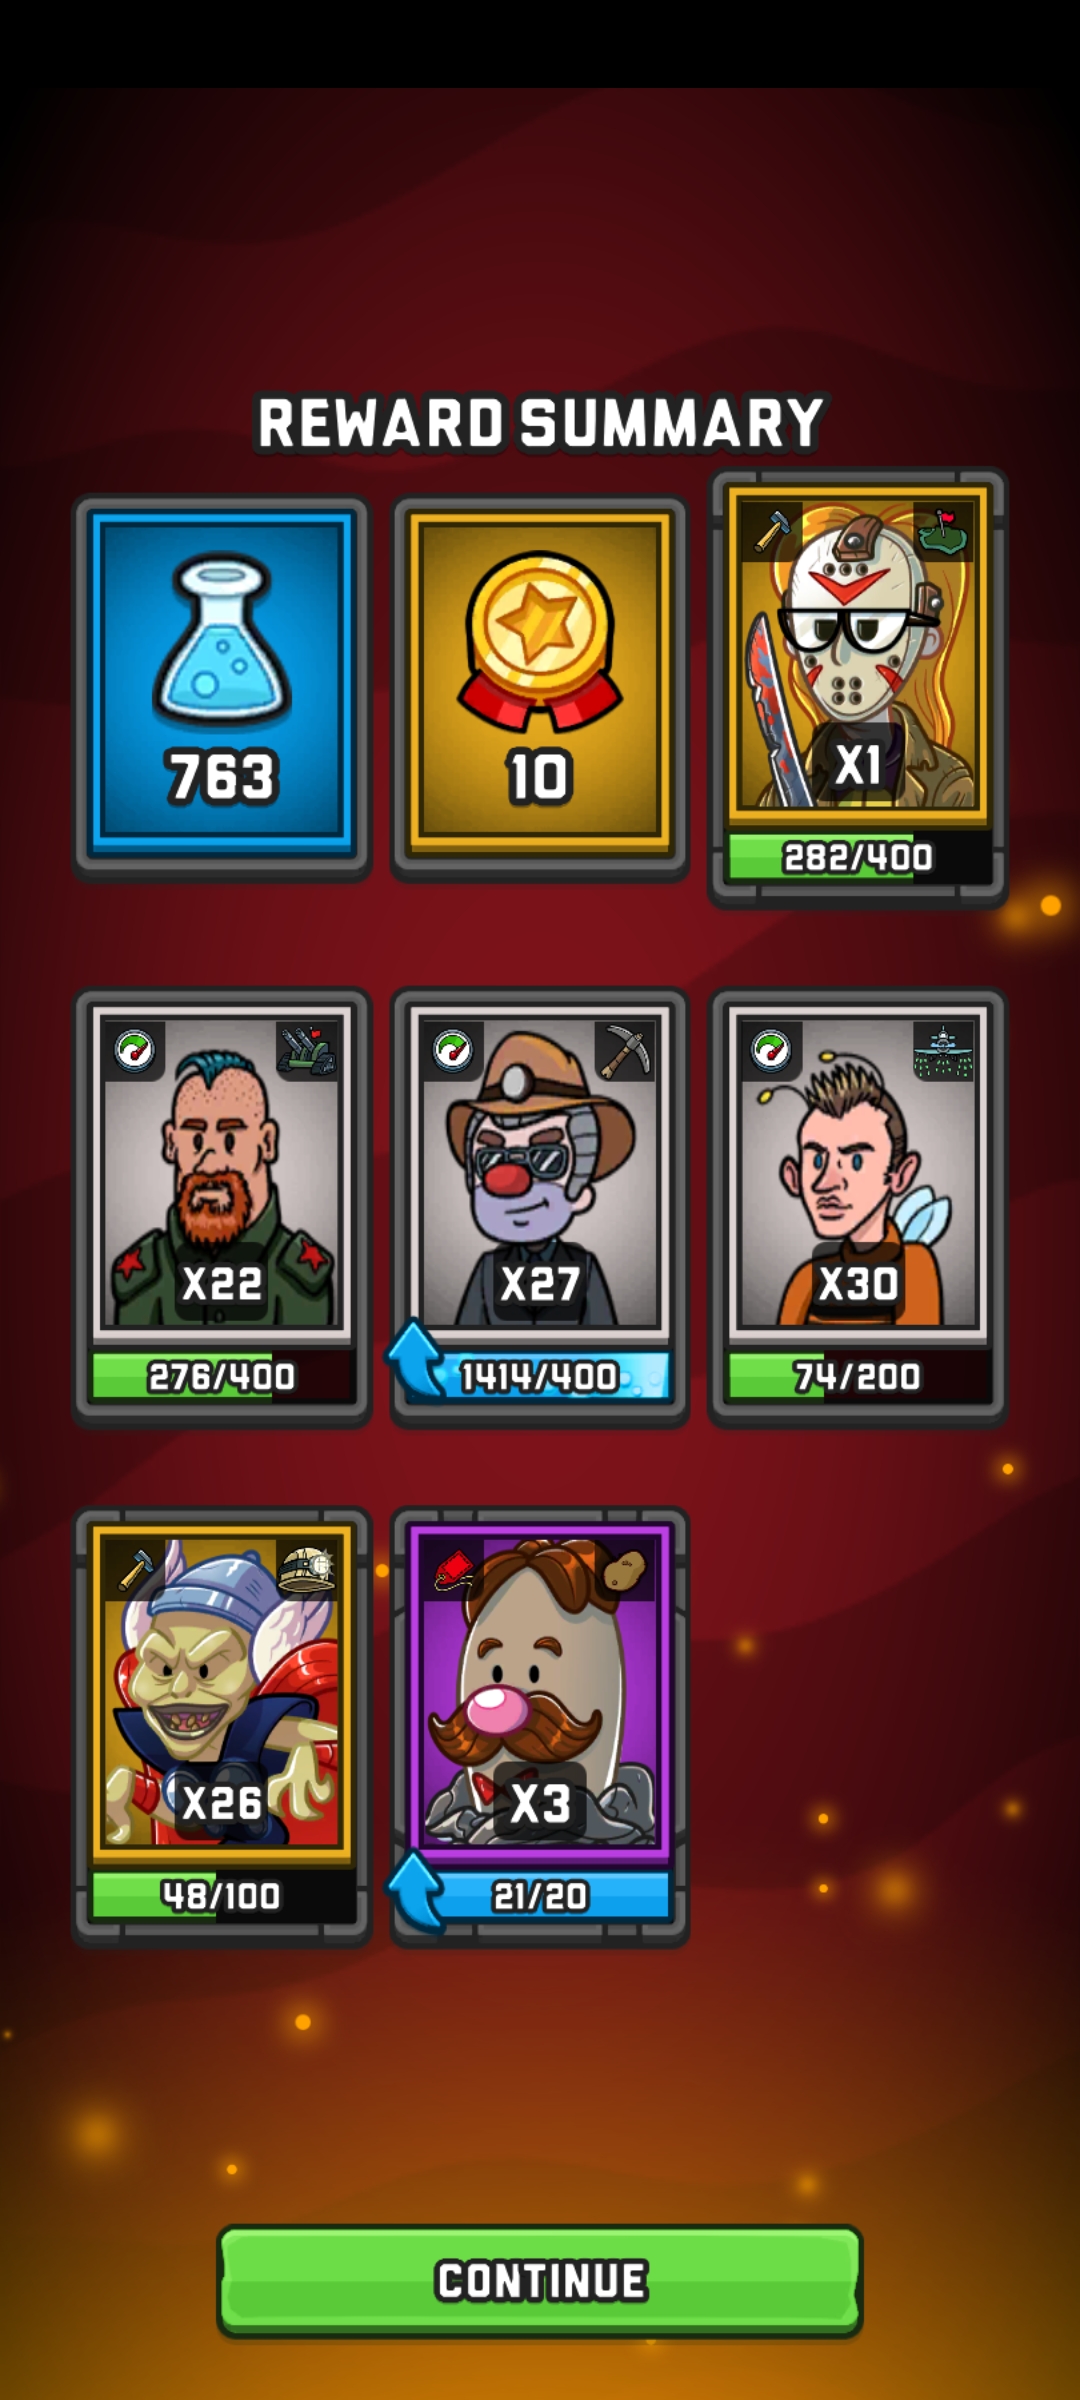 REWARD SUMMARY
763
10
X1
282/400
X22
276/400
X27
1414/400
X30
74/200
X26
48/100
X3
21/20
CONTINUE